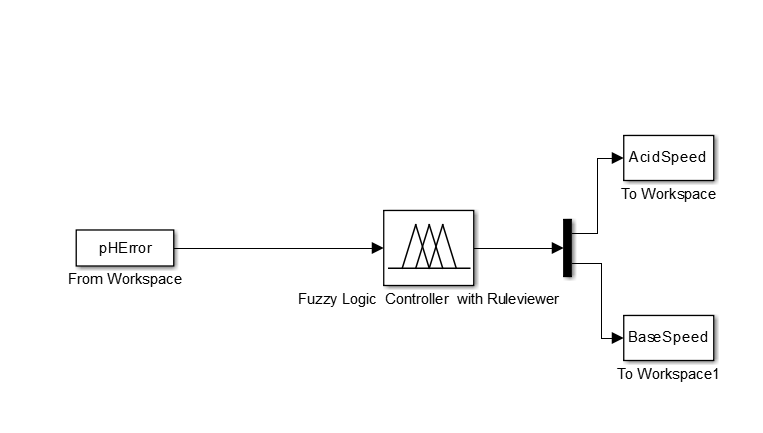 AcidSpeed
To Workspace
pHError
From Workspace
Fuzzy Logic Controller with Ruleviewer
BaseSpeed
To Workspace1